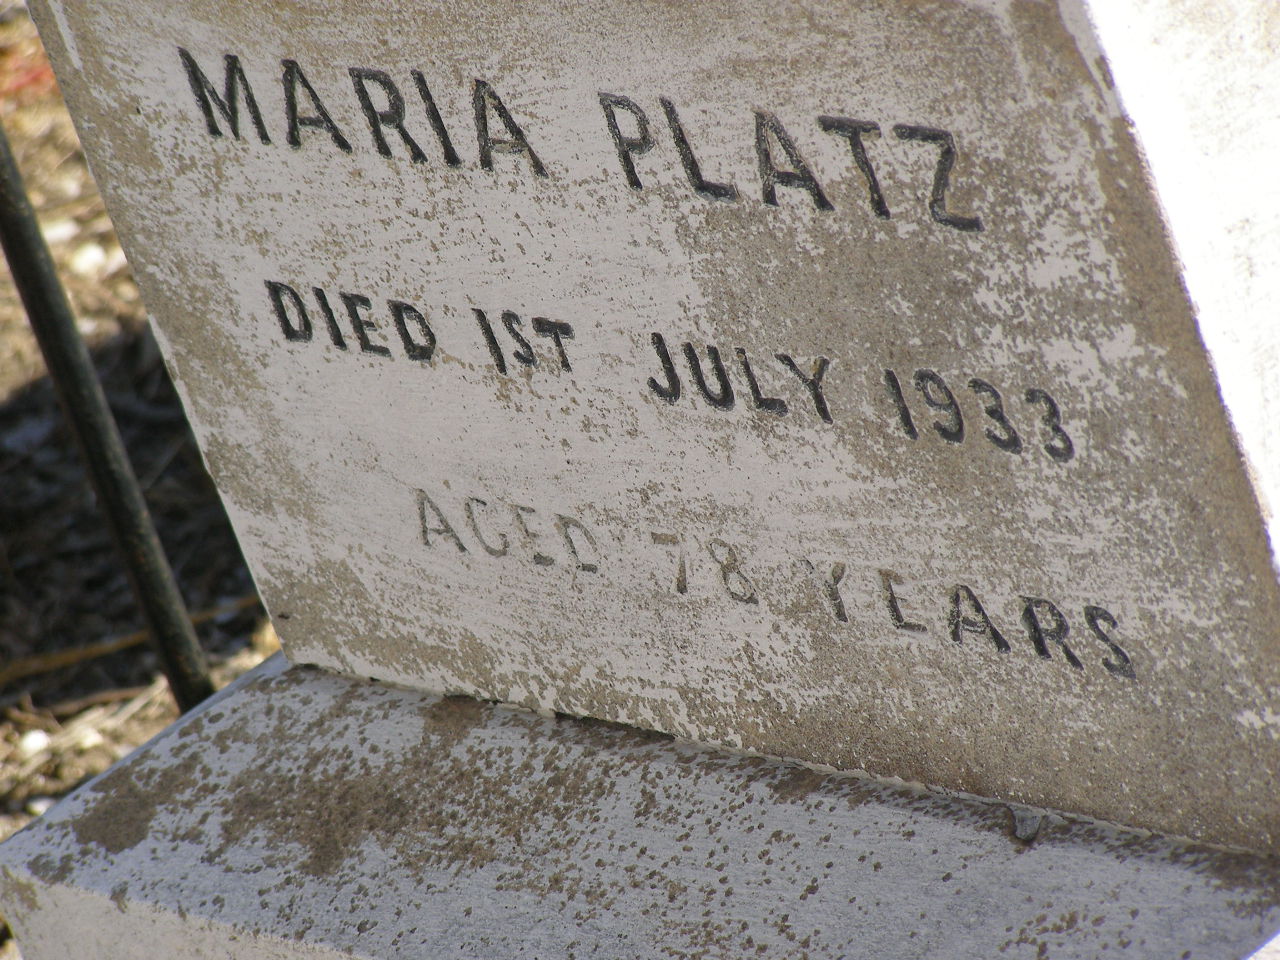 MARIA PLATZ
DIED 1ST JULY 1933
AGED 78 YEARS